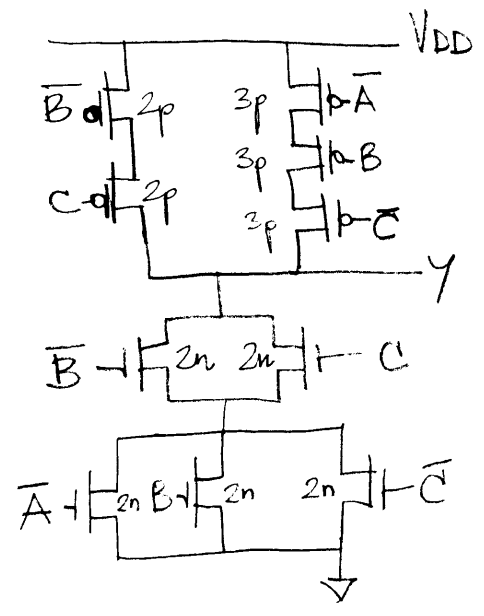 VDD
B̅ 2p 3p A̅
3p B
C 2p
3p C̅
Y
B̅ 2n 2n C
A̅ 2n B 2n 2n C̅